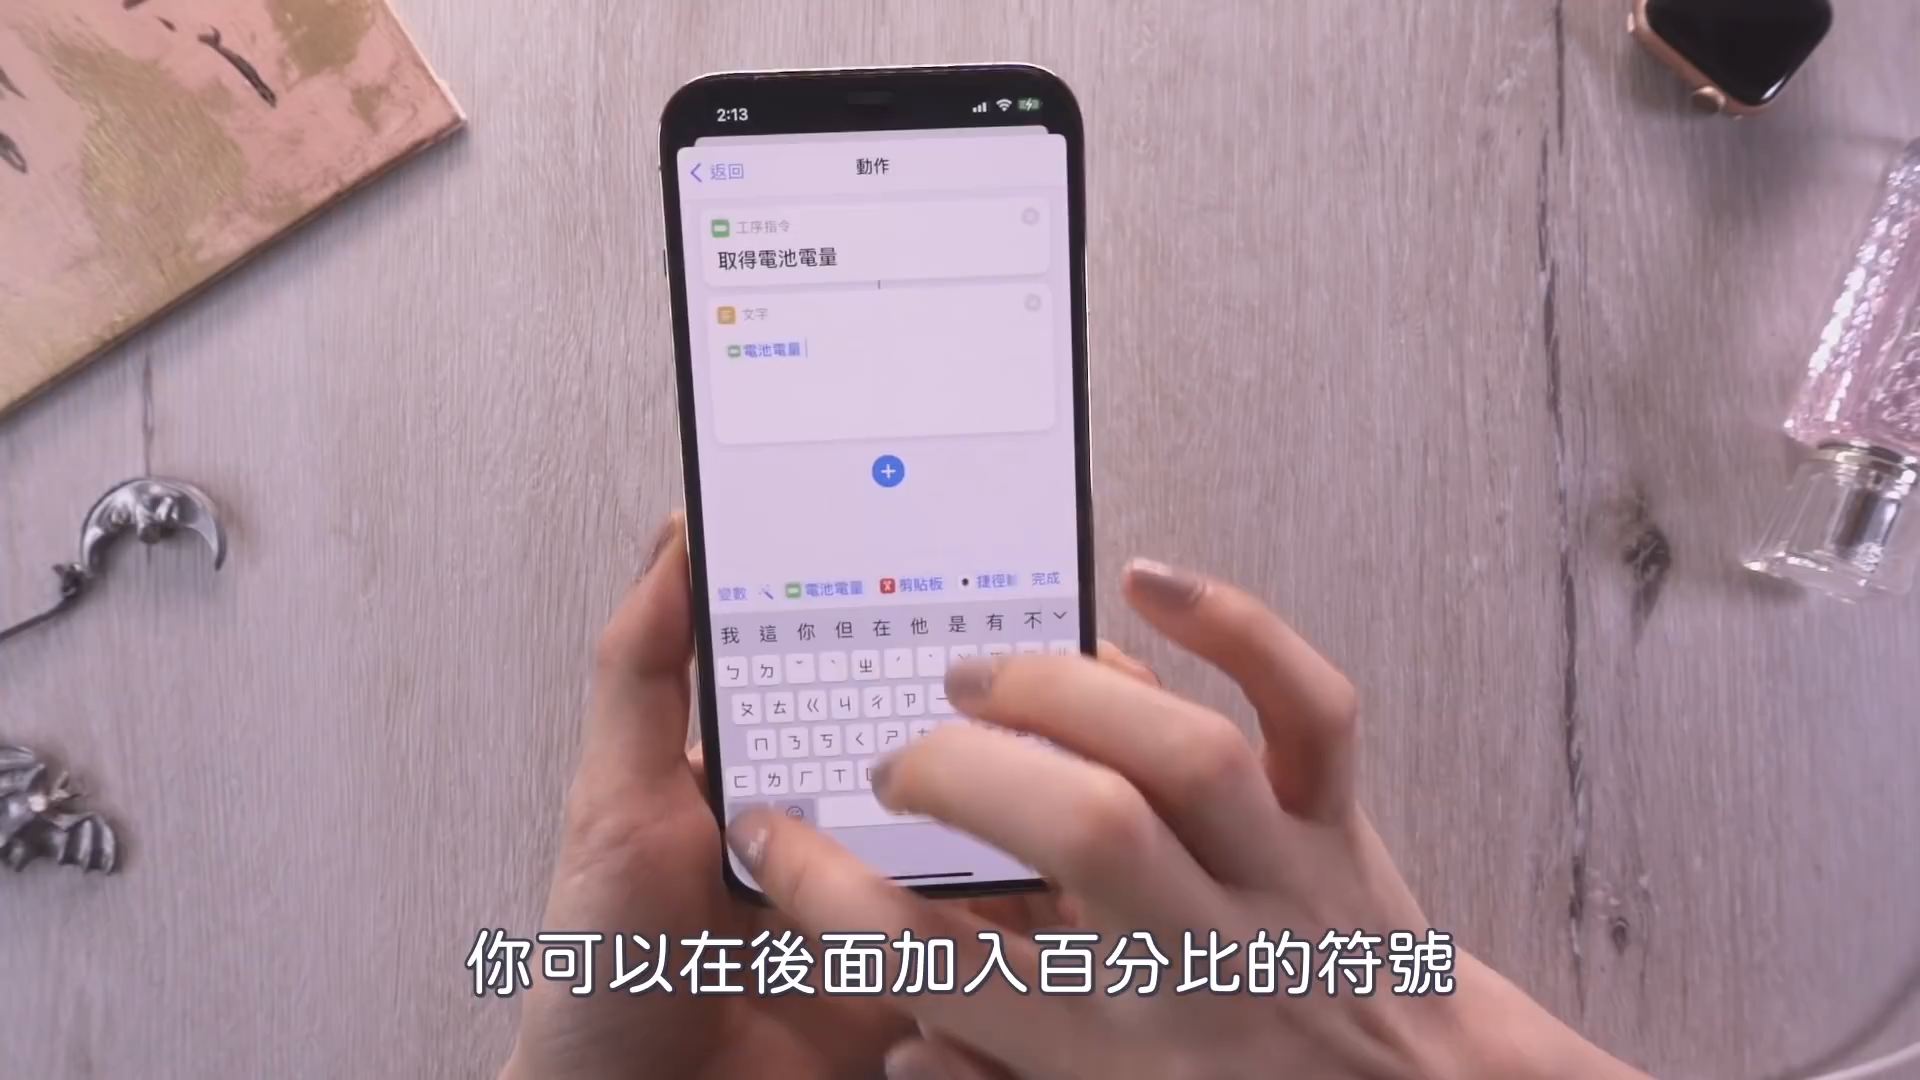 2:13
返回
動作
工序指令
取得電池電量
文字
電池電量
變數 電池電量 剪貼板 捷徑 完成
我 這 你 但 在 他 是 有 不
ㄅ ㄉ ˇ ˋ ㄓ ˊ ˙
ㄆ ㄊ ㄍ ㄐ ㄔ ㄗ ㄧ
ㄇ ㄋ ㄎ ㄑ ㄕ
ㄈ ㄌ ㄏ ㄒ
你可以在後面加入百分比的符號